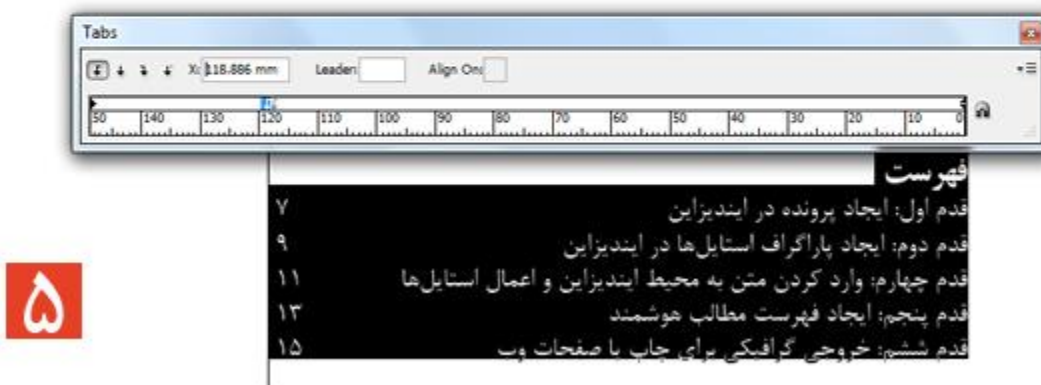 Tabs
X: 118.886 mm Leader: Align On:
50 140 130 120 110 100 90 80 70 60 50 40 30 20 10 0
فهرست
قدم اول: ایجاد پرونده در ایندیزاین ۷
قدم دوم: ایجاد پاراگراف استایل‌ها در ایندیزاین ۹
قدم چهارم: وارد کردن متن به محیط ایندیزاین و اعمال استایل‌ها ۱۱
قدم پنجم: ایجاد فهرست مطالب هوشمند ۱۳
قدم ششم: خروجی گرافیکی برای چاپ یا صفحات وب ۱۵
۵